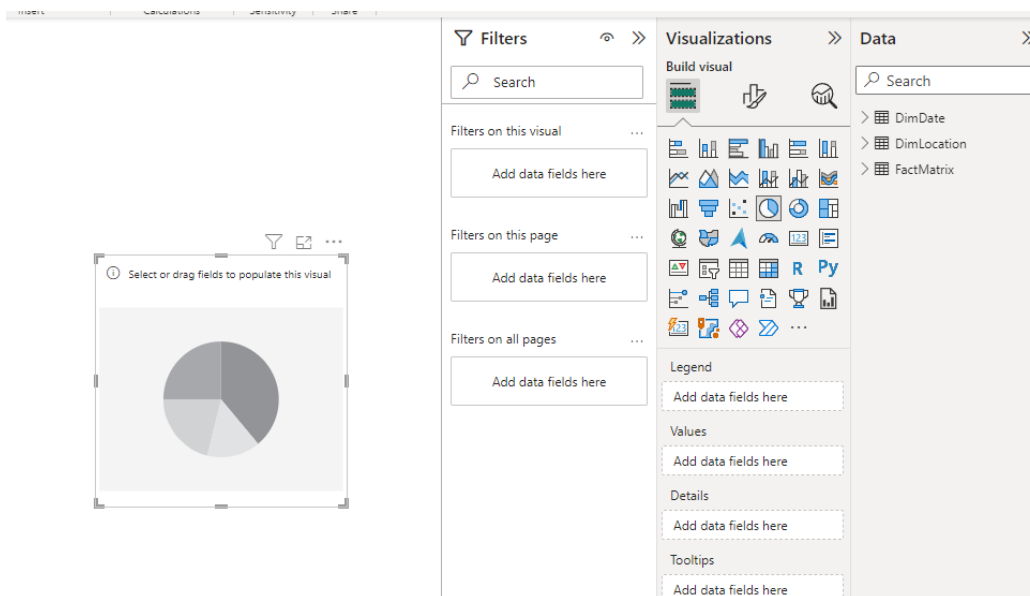 Insert
Calculations
Sensitivity
Share
Filters
Search
Filters on this visual
...
Add data fields here
Filters on this page
...
Add data fields here
Filters on all pages
...
Add data fields here
Select or drag fields to populate this visual
Visualizations
Build visual
123
R
Py
123
...
Legend
Add data fields here
Values
Add data fields here
Details
Add data fields here
Tooltips
Add data fields here
Data
Search
DimDate
DimLocation
FactMatrix